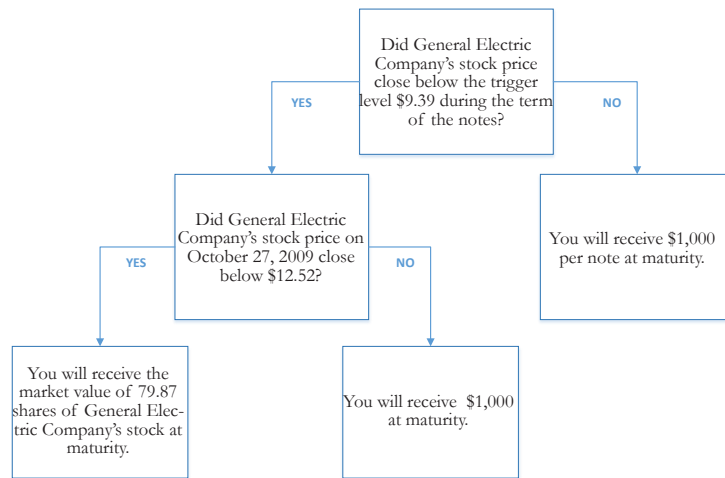 Did General Electric
Company's stock price
close below the trigger
level $9.39 during the term
of the notes?
YES
NO
Did General Electric
Company's stock price on
October 27, 2009 close
below $12.52?
You will receive $1,000
per note at maturity.
YES
NO
You will receive the
market value of 79.87
shares of General Elec-
tric Company's stock at
maturity.
You will receive $1,000
at maturity.